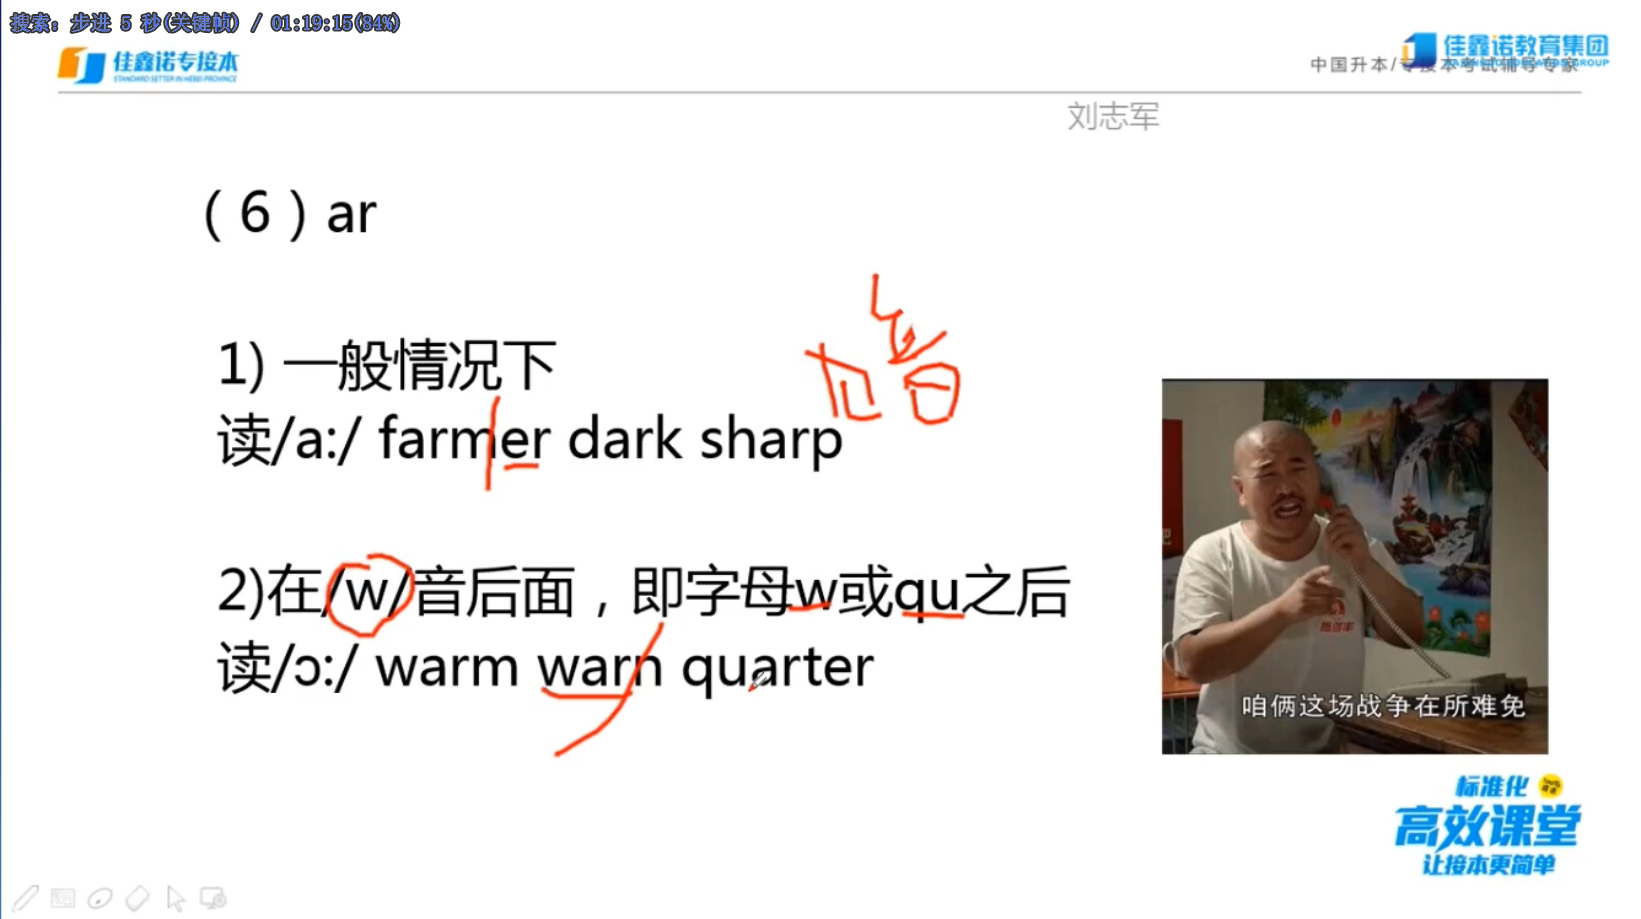 搜索: 步进 5 秒(关键帧) / 01:19:15(84%)
佳鑫诺专接本
STANDARD SETTER IN HEBEI PROVINCE
佳鑫诺教育集团
中国升本/专接本考试辅导专家
刘志军
（6）ar
1) 一般情况下
读/a:/ farmer dark sharp
2)在/w/音后面，即字母w或qu之后
读/ɔ:/ warm warn quarter
咱俩这场战争在所难免
标准化
高效课堂
让接本更简单